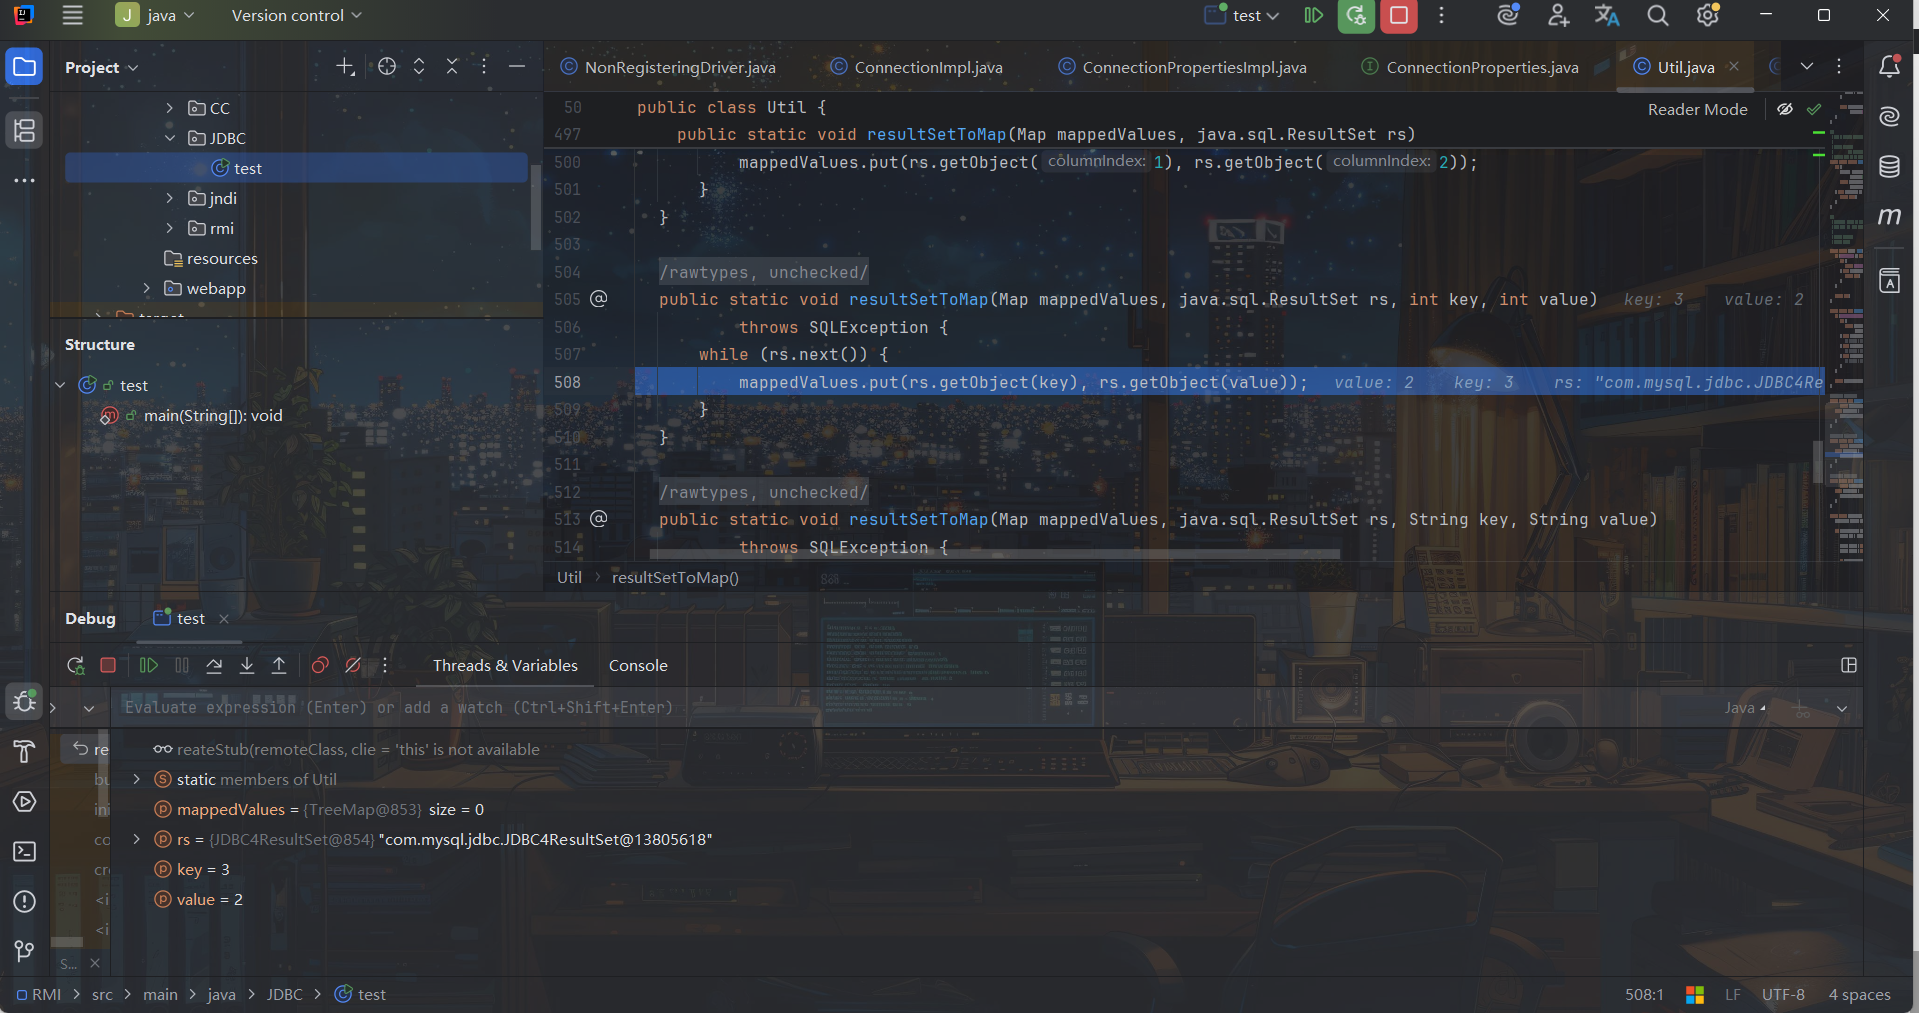 J java Version control test
Project
NonRegisteringDriver.java ConnectionImpl.java ConnectionPropertiesImpl.java ConnectionProperties.java Util.java
CC
JDBC
test
jndi
rmi
resources
webapp
target
Structure
test
main(String[]): void
Reader Mode
50 public class Util {
497 public static void resultSetToMap(Map mappedValues, java.sql.ResultSet rs)
500 mappedValues.put(rs.getObject( columnIndex: 1), rs.getObject( columnIndex: 2));
501 }
502 }
503
504 /rawtypes, unchecked/
505 @ public static void resultSetToMap(Map mappedValues, java.sql.ResultSet rs, int key, int value) key: 3 value: 2
506 throws SQLException {
507 while (rs.next()) {
508 mappedValues.put(rs.getObject(key), rs.getObject(value)); value: 2 key: 3 rs: "com.mysql.jdbc.JDBC4Re
509 }
510 }
511
512 /rawtypes, unchecked/
513 @ public static void resultSetToMap(Map mappedValues, java.sql.ResultSet rs, String key, String value)
514 throws SQLException {
Util resultSetToMap()
Debug test
Threads & Variables Console
Evaluate expression (Enter) or add a watch (Ctrl+Shift+Enter) Java
re
bu
ini
co
cr
<i
<i
S...
reateStub(remoteClass, clie = 'this' is not available
static members of Util
mappedValues = {TreeMap@853} size = 0
rs = {JDBC4ResultSet@854} "com.mysql.jdbc.JDBC4ResultSet@13805618"
key = 3
value = 2
RMI src main java JDBC test
508:1 LF UTF-8 4 spaces